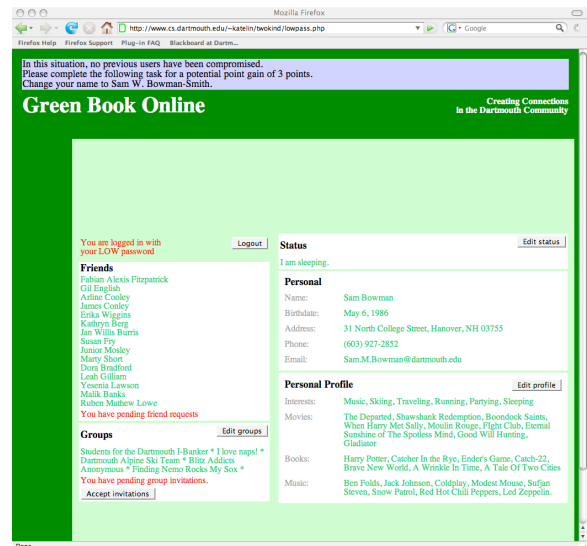 Mozilla Firefox
http://www.cs.dartmouth.edu/~katelin/twokind/lowpass.php
Google
Firefox Help Firefox Support Plug-in FAQ Blackboard at Dartm...
In this situation, no previous users have been compromised.
Please complete the following task for a potential point gain of 3 points.
Change your name to Sam W. Bowman-Smith.
Green Book Online
Creating Connections
in the Dartmouth Community
You are logged in with
your LOW password
Logout
Friends
Fabian Alexis Fitzpatrick
Gil English
Arline Cooley
James Conley
Erika Wiggins
Kathryn Berg
Jan Willis Burris
Susan Fry
Junior Mosley
Marty Short
Dora Bradford
Leah Gilliam
Yesenia Lawson
Malik Banks
Ruben Mathew Lowe
You have pending friend requests
Groups
Edit groups
Students for the Dartmouth I-Banker * I love naps! *
Dartmouth Alpine Ski Team * Blitz Addicts
Anonymous * Finding Nemo Rocks My Sox *
You have pending group invitations.
Accept invitations
Status
Edit status
I am sleeping.
Personal
Name: Sam Bowman
Birthdate: May 6, 1986
Address: 31 North College Street, Hanover, NH 03755
Phone: (603) 927-2852
Email: Sam.M.Bowman@dartmouth.edu
Personal Profile
Edit profile
Interests: Music, Skiing, Traveling, Running, Partying, Sleeping
Movies: The Departed, Shawshank Redemption, Boondock Saints,
When Harry Met Sally, Moulin Rouge, FIght Club, Eternal
Sunshine of The Spotless Mind, Good Will Hunting,
Gladiator
Books: Harry Potter, Catcher In the Rye, Ender's Game, Catch-22,
Brave New World, A Wrinkle In Time, A Tale Of Two Cities
Music: Ben Folds, Jack Johnson, Coldplay, Modest Mouse, Sufjan
Steven, Snow Patrol, Red Hot Chili Peppers, Led Zeppelin.